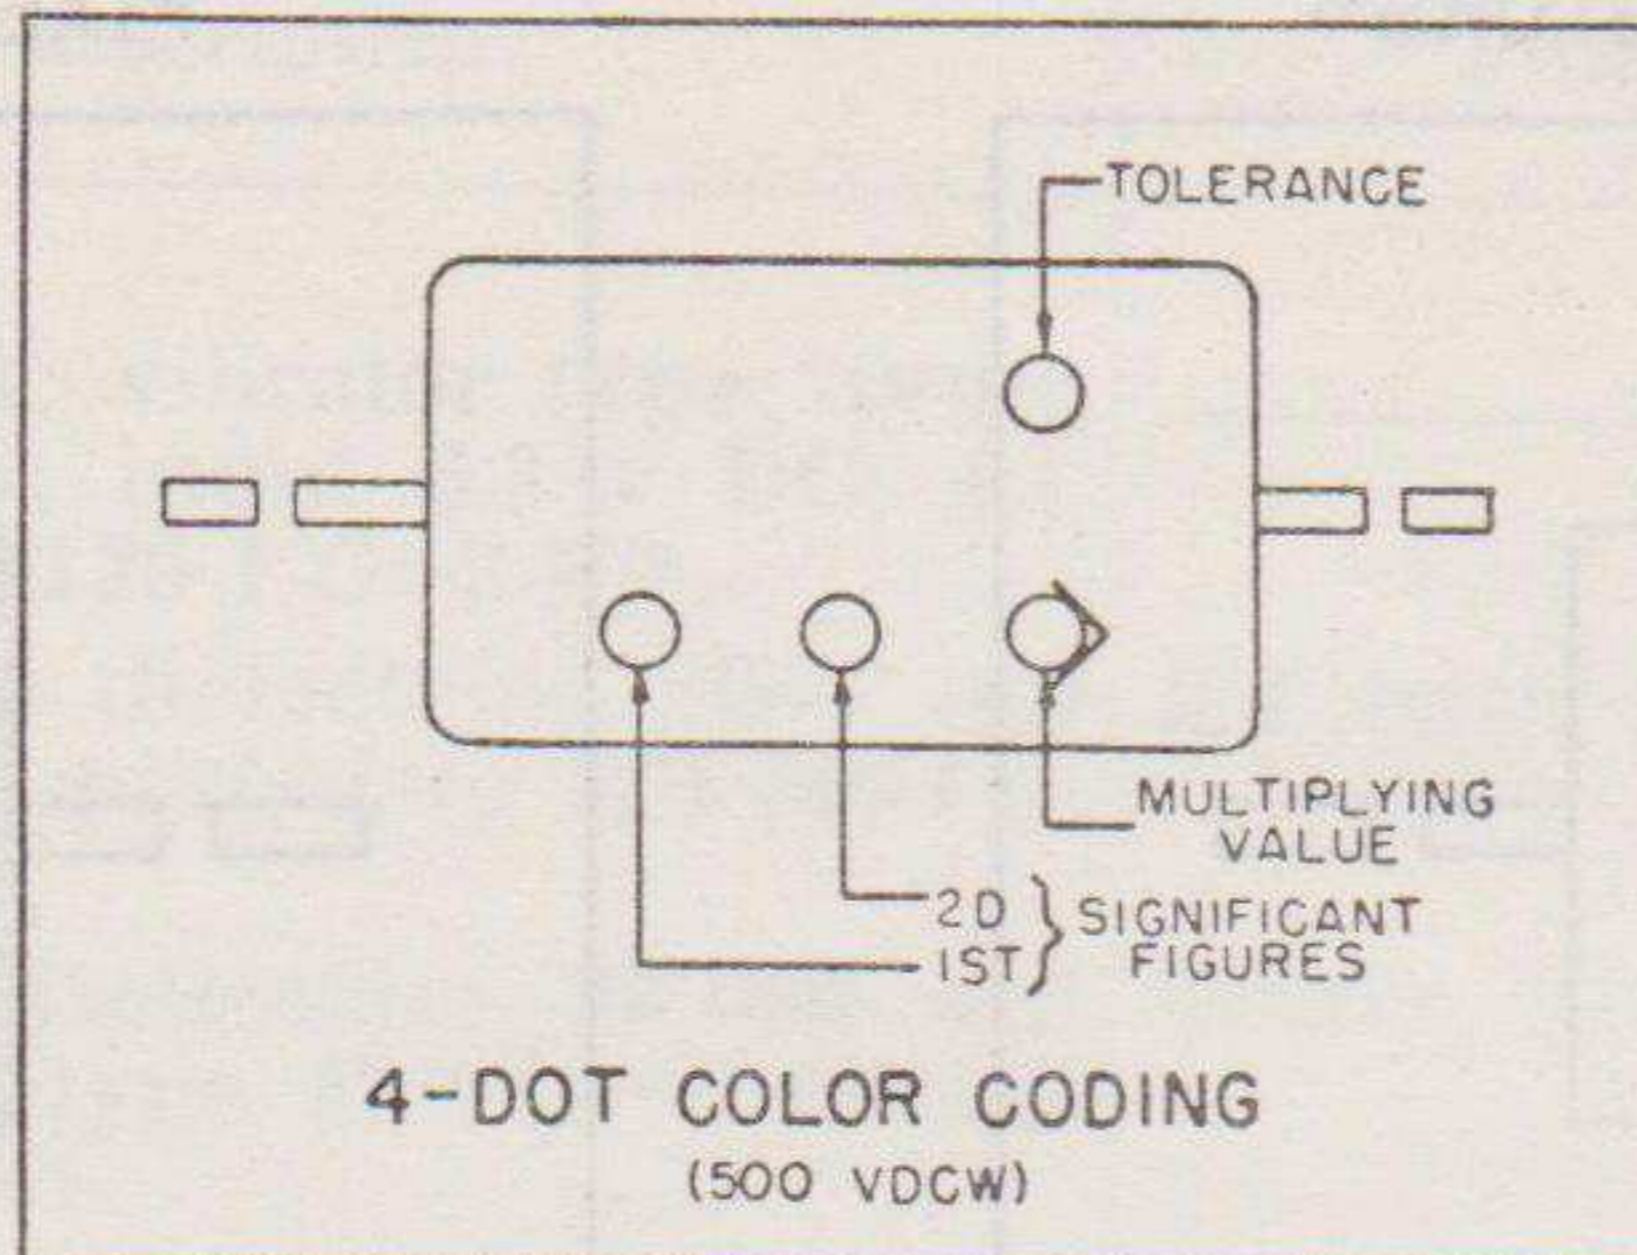 TOLERANCE
MULTIPLYING
VALUE
2D
1ST
SIGNIFICANT
FIGURES
4-DOT COLOR CODING
(500 VDCW)